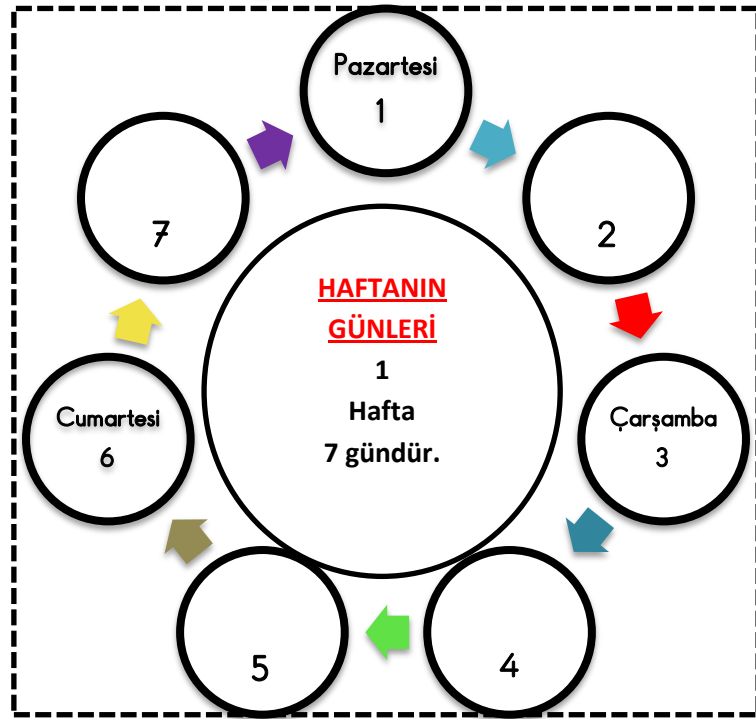 Pazartesi
1
2
Çarşamba
3
4
5
Cumartesi
6
7
HAFTANIN
GÜNLERİ
1
Hafta
7 gündür.